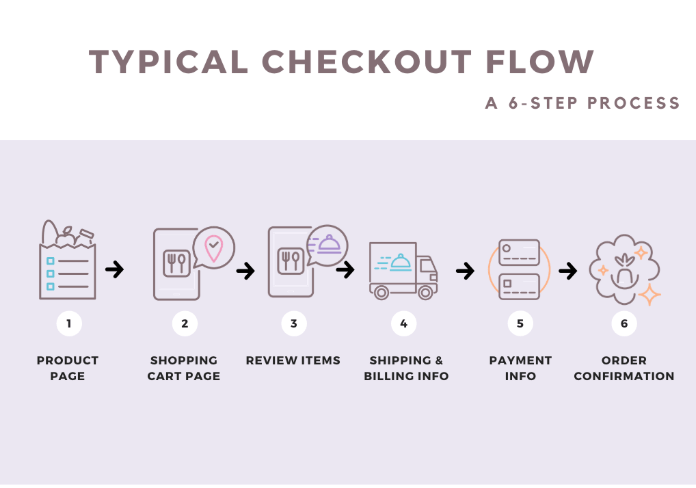 TYPICAL CHECKOUT FLOW
A 6-STEP PROCESS
1
2
3
4
5
6
PRODUCT
PAGE
SHOPPING
CART PAGE
REVIEW ITEMS
SHIPPING &
BILLING INFO
PAYMENT
INFO
ORDER
CONFIRMATION